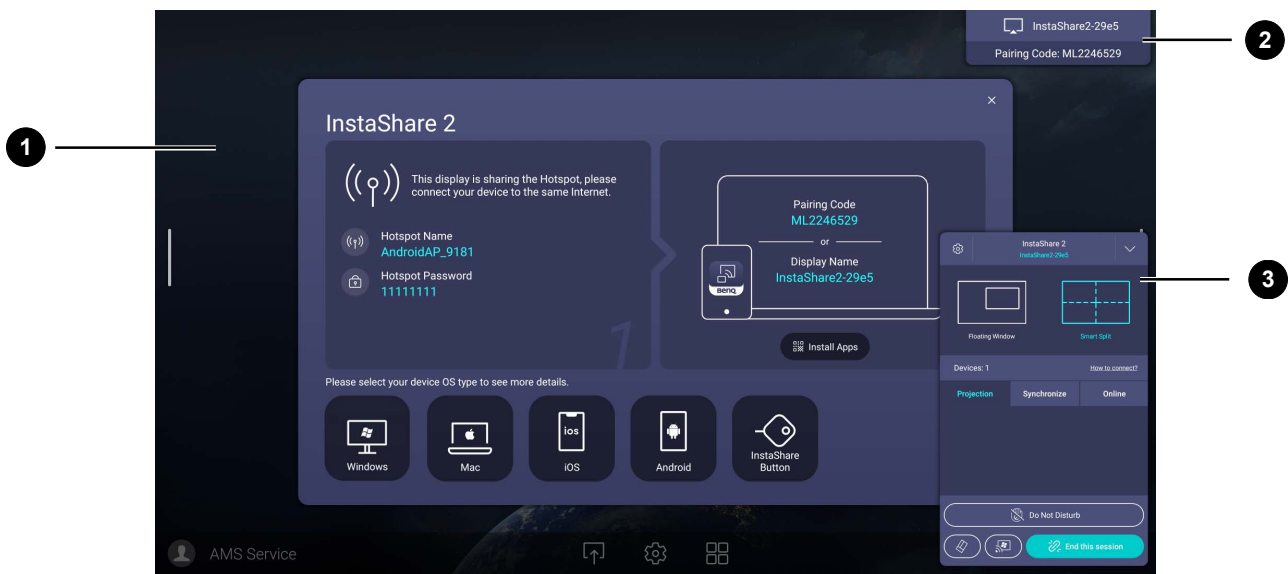 InstaShare2-29e5
Pairing Code: ML2246529
2
1
InstaShare 2
This display is sharing the Hotspot, please
connect your device to the same Internet.
Hotspot Name
AndroidAP_9181
Hotspot Password
11111111
1
Pairing Code
ML2246529
or
Display Name
InstaShare2-29e5
BenQ
Install Apps
Please select your device OS type to see more details.
Windows
Mac
iOS
iOS
Android
InstaShare
Button
InstaShare 2
InstaShare2-29e5
3
Floating Window
Smart Split
Devices: 1
How to connect?
Projection
Synchronize
Online
Do Not Disturb
End this session
AMS Service